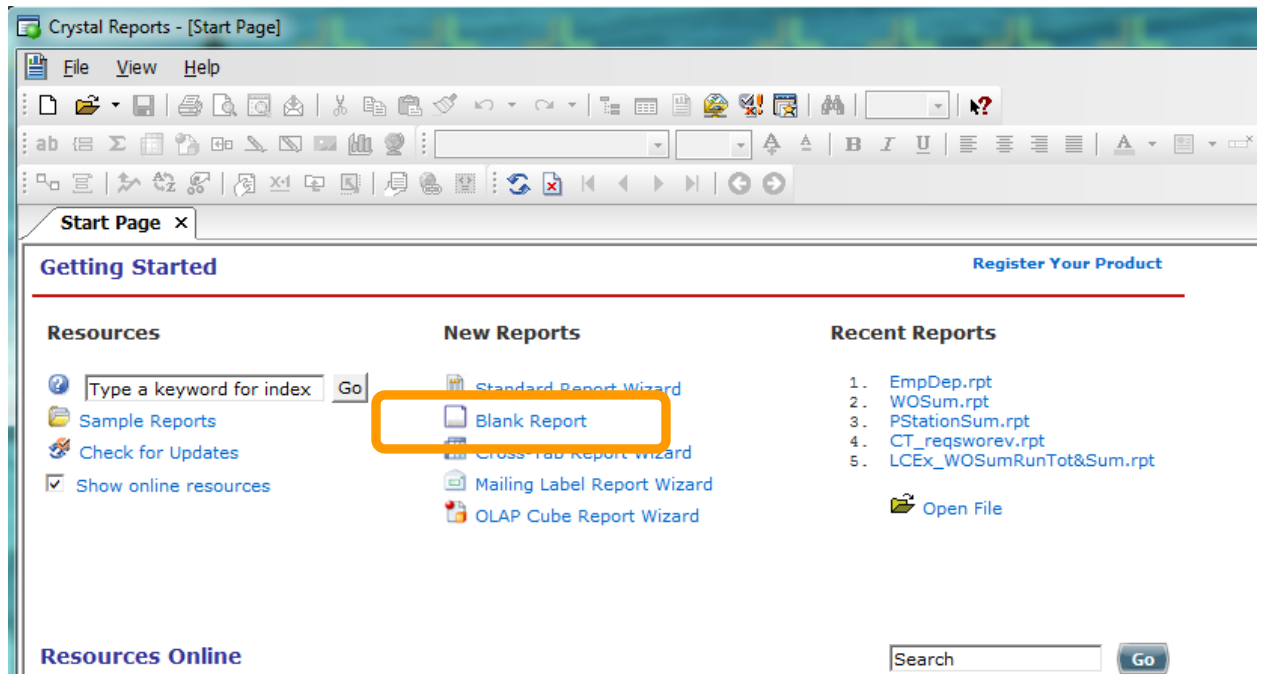 Crystal Reports - [Start Page]
File View Help
ab Σ B I U A
X-1
Start Page X
Getting Started
Register Your Product
Resources
New Reports
Recent Reports
Type a keyword for index Go
Sample Reports
Check for Updates
Show online resources
Standard Report Wizard
Blank Report
Cross-Tab Report Wizard
Mailing Label Report Wizard
OLAP Cube Report Wizard
1. EmpDep.rpt
2. WOSum.rpt
3. PStationSum.rpt
4. CT_reqsworev.rpt
5. LCEx_WOSumRunTot&Sum.rpt
Open File
Resources Online
Search Go